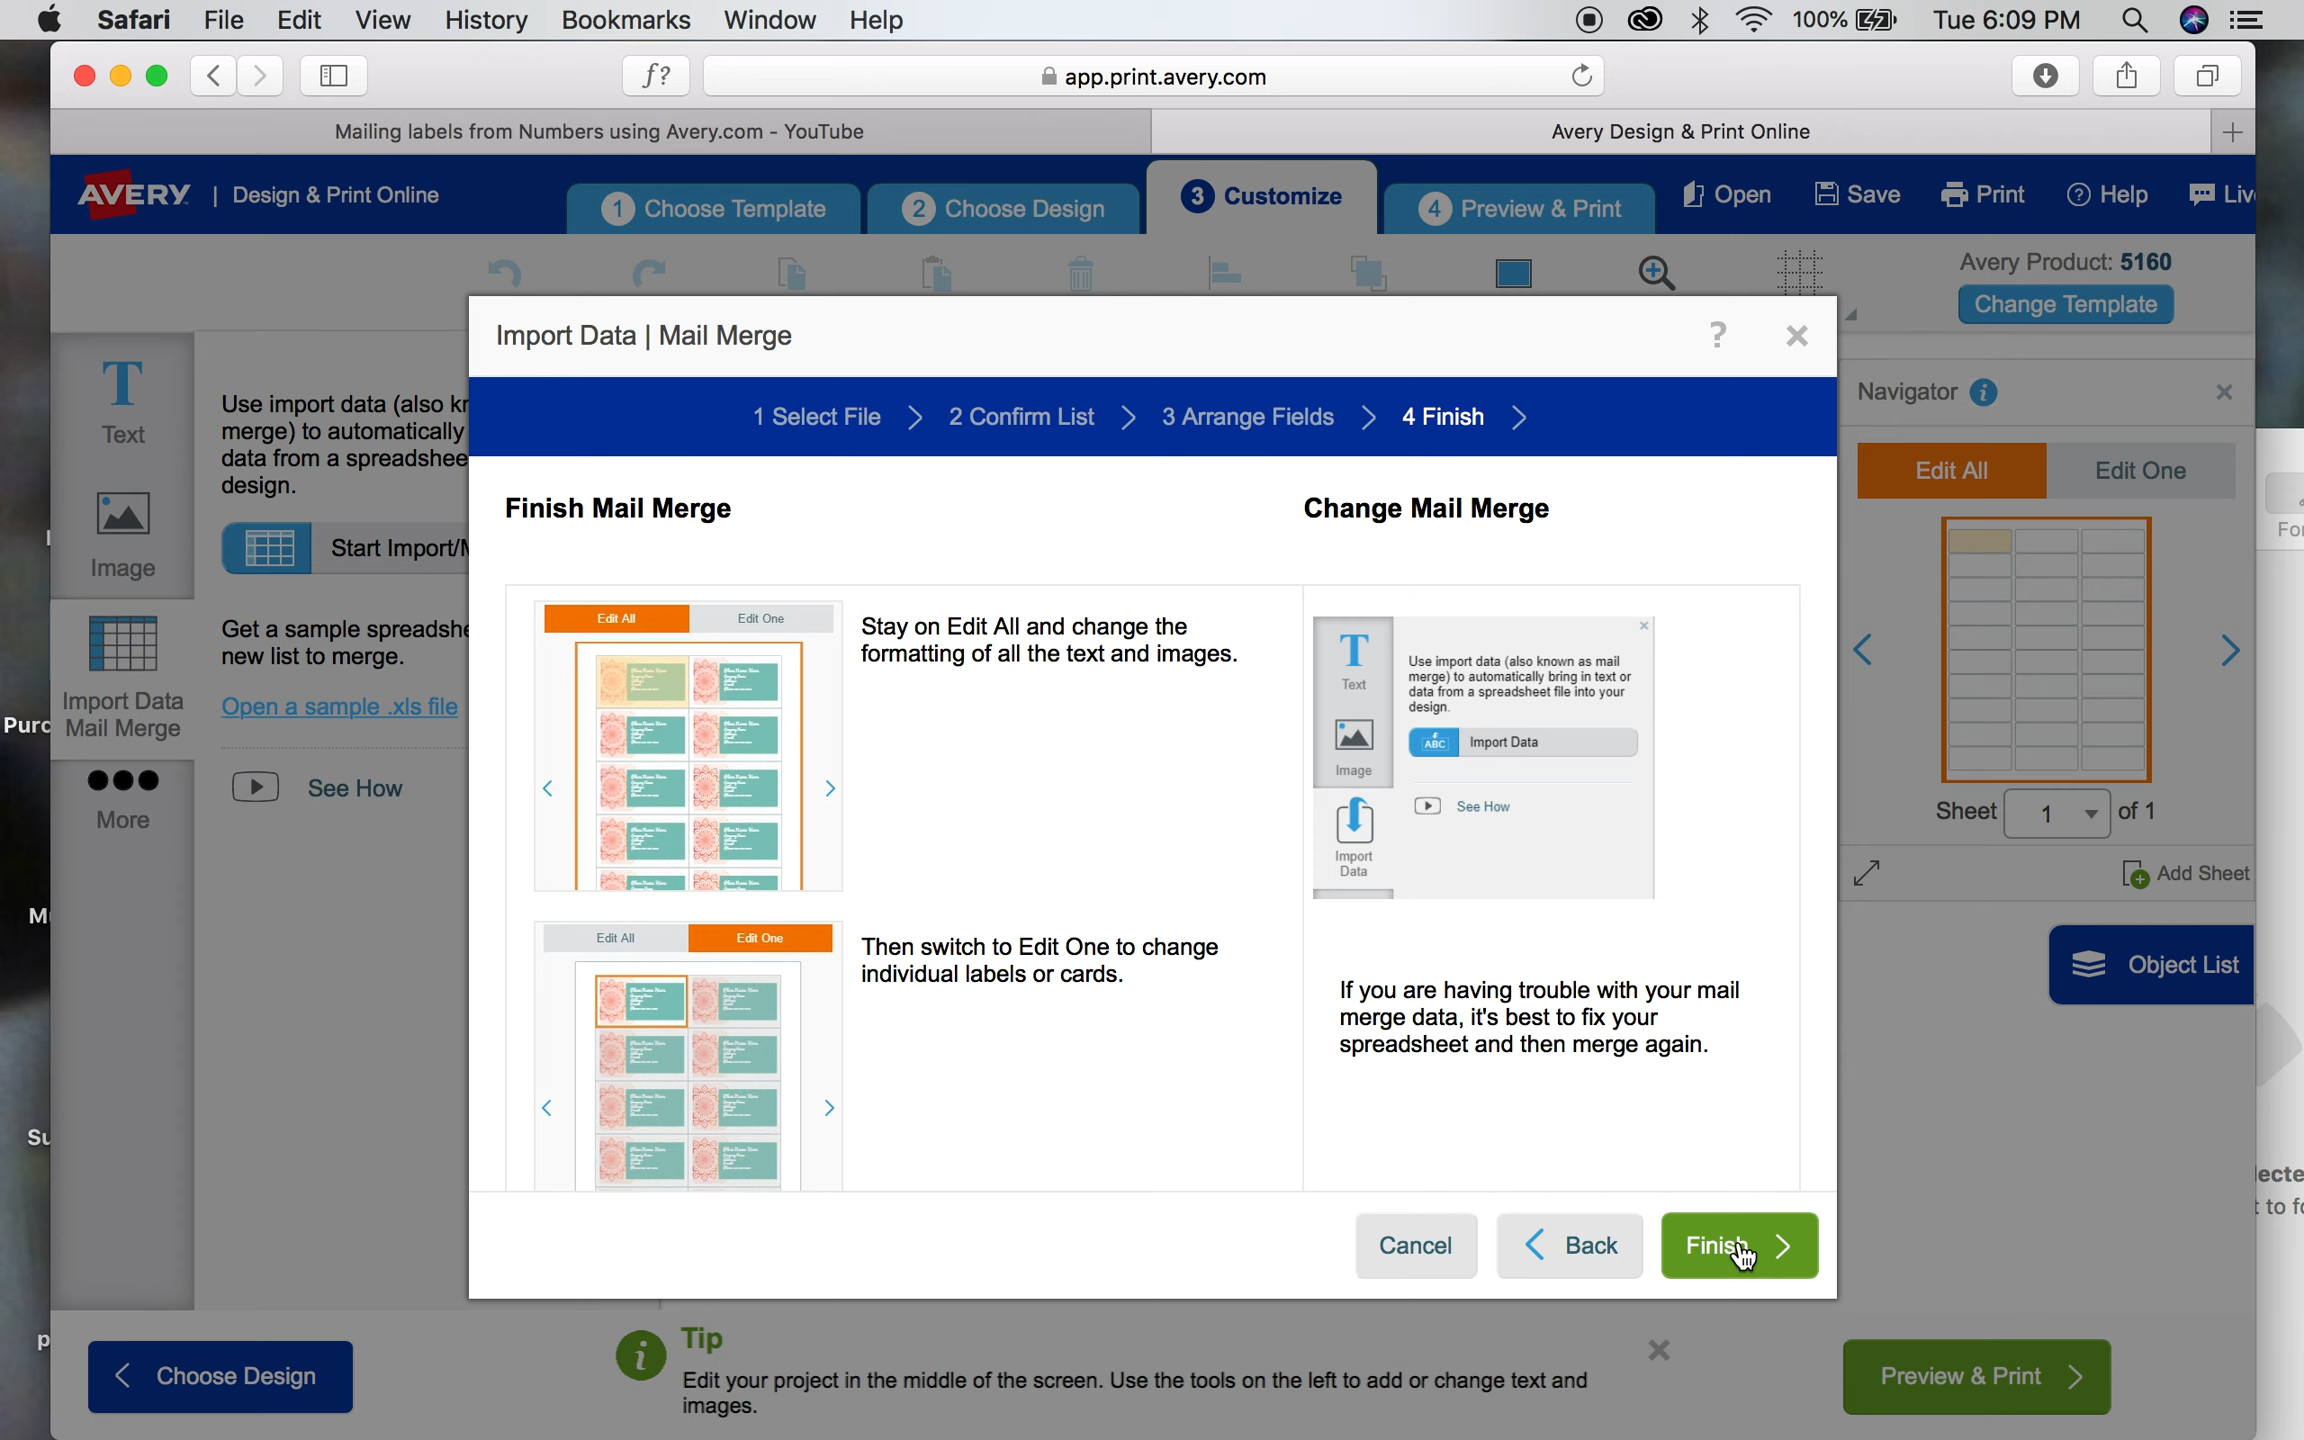 Safari File Edit View History Bookmarks Window Help 100% Tue 6:09 PM
f? app.print.avery.com
Mailing labels from Numbers using Avery.com - YouTube
Avery Design & Print Online
AVERY | Design & Print Online
1 Choose Template
2 Choose Design
3 Customize
4 Preview & Print
Open Save Print ? Help Liv
Avery Product: 5160
Change Template
T
Text
Image
Import Data
Mail Merge
More
Use import data (also kr
merge) to automatically
data from a spreadshee
design.
Start Import/M
Get a sample spreadshe
new list to merge.
Open a sample .xls file
See How
Import Data | Mail Merge ?
1 Select File > 2 Confirm List > 3 Arrange Fields > 4 Finish >
Finish Mail Merge
Edit All Edit One
Stay on Edit All and change the
formatting of all the text and images.
Edit All Edit One
Then switch to Edit One to change
individual labels or cards.
Change Mail Merge
T
Text
Image
Import
Data
Use import data (also known as mail
merge) to automatically bring in text or
data from a spreadsheet file into your
design.
ABC Import Data
See How
If you are having trouble with your mail
merge data, it's best to fix your
spreadsheet and then merge again.
Cancel
Back
Finish
Navigator i
Edit All Edit One
Sheet 1 of 1
Add Sheet
Object List
Purc
Su
p
For
lecte
t to fo
Choose Design
i Tip
Edit your project in the middle of the screen. Use the tools on the left to add or change text and
images.
Preview & Print